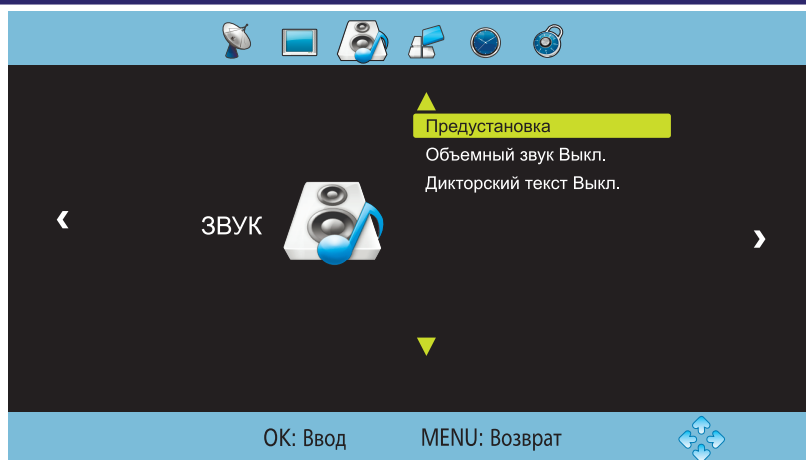 Предустановка
Объемный звук Выкл.
Дикторский текст Выкл.
ЗВУК
OK: Ввод MENU: Возврат